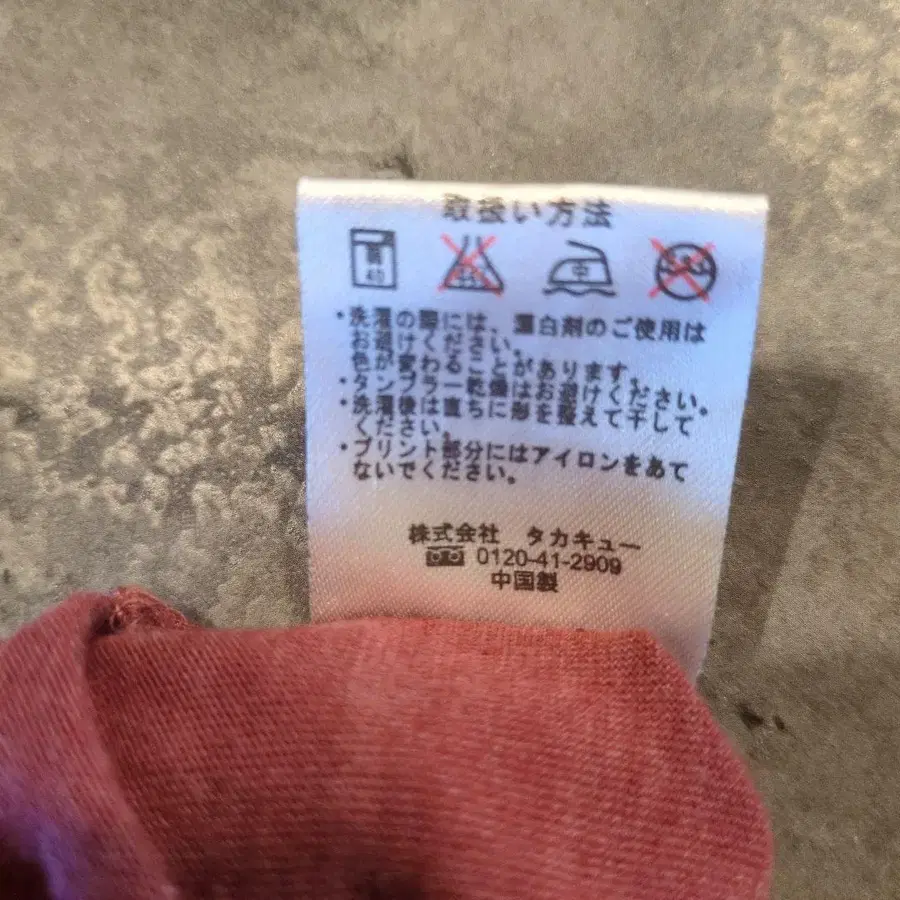 取扱い方法
40
中
・洗濯の際には、漂白剤のご使用は
お避けください。
色が変わることがあります。
・タンブラー乾燥はお避けください。
・洗濯後は直ちに形を整えて干して
ください。
・プリント部分にはアイロンをあて
ないでください。
株式会社 タカキュー
0120-41-2909
中国製